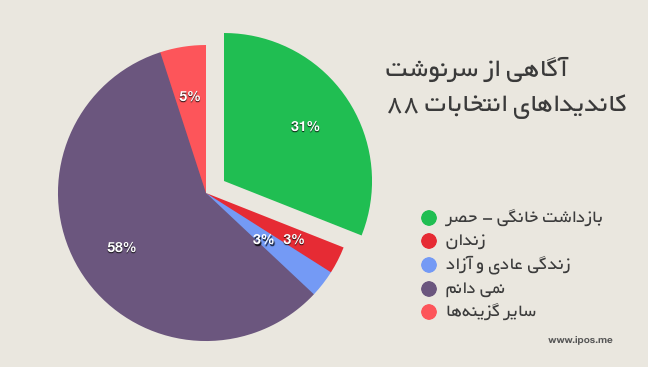 آگاهی از سرنوشت
کاندیداهای انتخابات ۸۸
5%
31%
58%
3%
3%
بازداشت خانگی - حصر
زندان
زندگی عادی و آزاد
نمی دانم
سایر گزینه‌ها
www.ipos.me